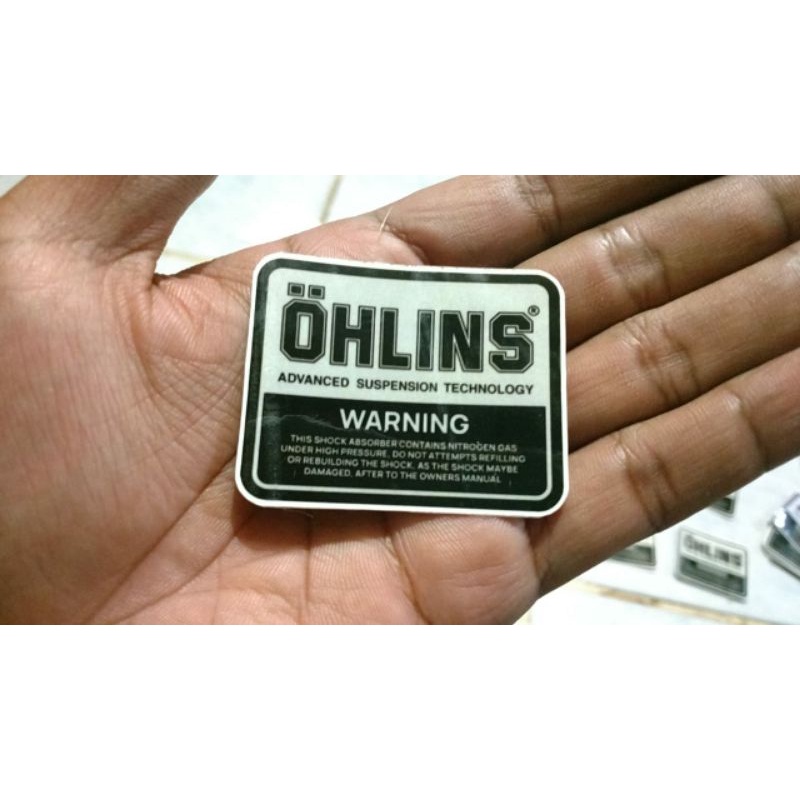 ÖHLINS®
ADVANCED SUSPENSION TECHNOLOGY
WARNING
THIS SHOCK ABSORBER CONTAINS NITROGEN GAS
UNDER HIGH PRESSURE. DO NOT ATTEMPTS REFILLING
OR REBUILDING THE SHOCK. AS THE SHOCK MAYBE
DAMAGED. AFTER TO THE OWNERS MANUAL
ÖHLINS